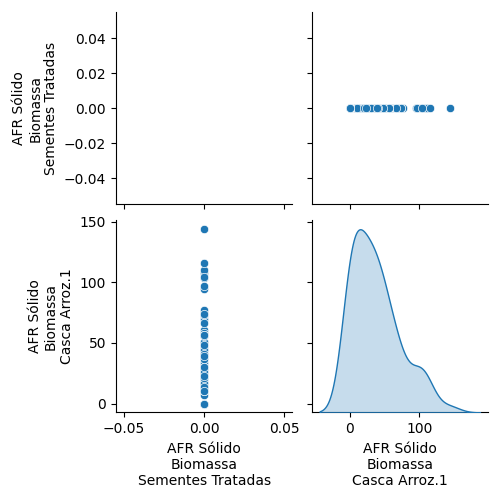 AFR Sólido
Biomassa
Sementes Tratadas
0.04
0.02
0.00
−0.02
−0.04
AFR Sólido
Biomassa
Casca Arroz.1
150
100
50
0
−0.05
0.00
0.05
0
100
AFR Sólido
Biomassa
Sementes Tratadas
AFR Sólido
Biomassa
Casca Arroz.1